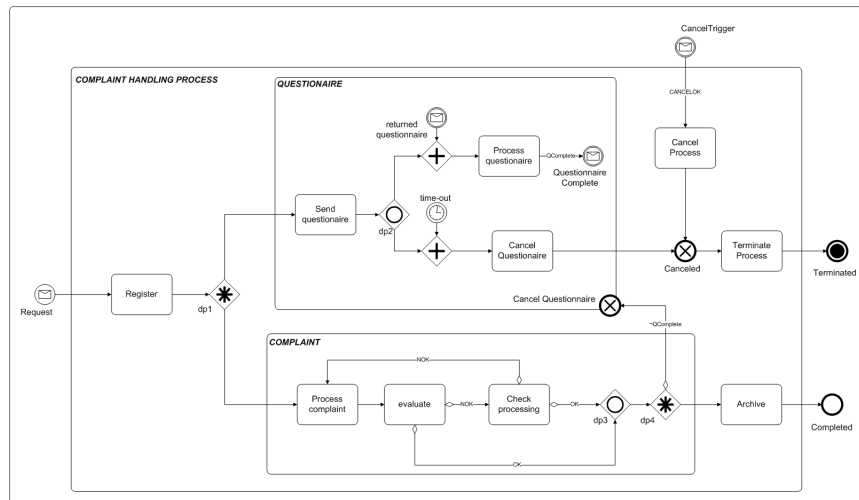 CancelTrigger
COMPLAINT HANDLING PROCESS
QUESTIONAIRE
CANCELOK
returned
questionnaire
Process
questionaire
QComplete
Questionnaire
Complete
Cancel
Process
time-out
Send
questionaire
dp2
Cancel
Questionaire
Canceled
Terminate
Process
Terminated
Request
Register
dp1
Cancel Questionnaire
~QComplete
COMPLAINT
NOK
Process
complaint
evaluate
NOK
Check
processing
OK
dp3
dp4
Archive
Completed
OK